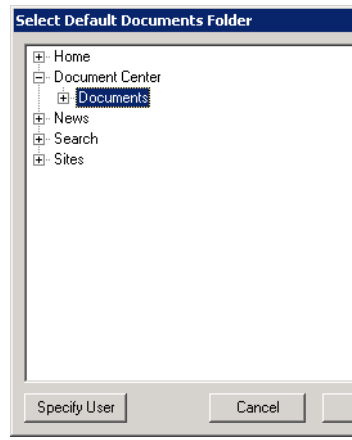 Select Default Documents Folder
Home
Document Center
Documents
News
Search
Sites
Specify User Cancel